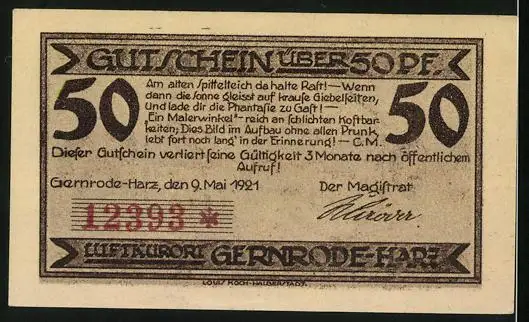 GUTSCHEIN ÜBER 50 PF.
50
50
Am alten Spittelteich da halte Rast! — Wenn
dann die Sonne gleisst auf krause Giebelseiten,
Und lade dir die Phantasie zu Gast! —
"Ein Malerwinkel"- reich an schlichten Kostbar-
keiten; Dies Bild im Aufbau ohne allen Prunk,
lebt fort noch lang' in der Erinnerung! — C.M.
Dieser Gutschein verliert seine Gültigkeit 3 Monate nach öffentlichem
Aufruf!
Gernrode-Harz, den 9. Mai 1921
Der Magistrat
12393 *
LUFTKURORT GERNRODE-HARZ
LOUIS KOCH-HALBERSTADT.